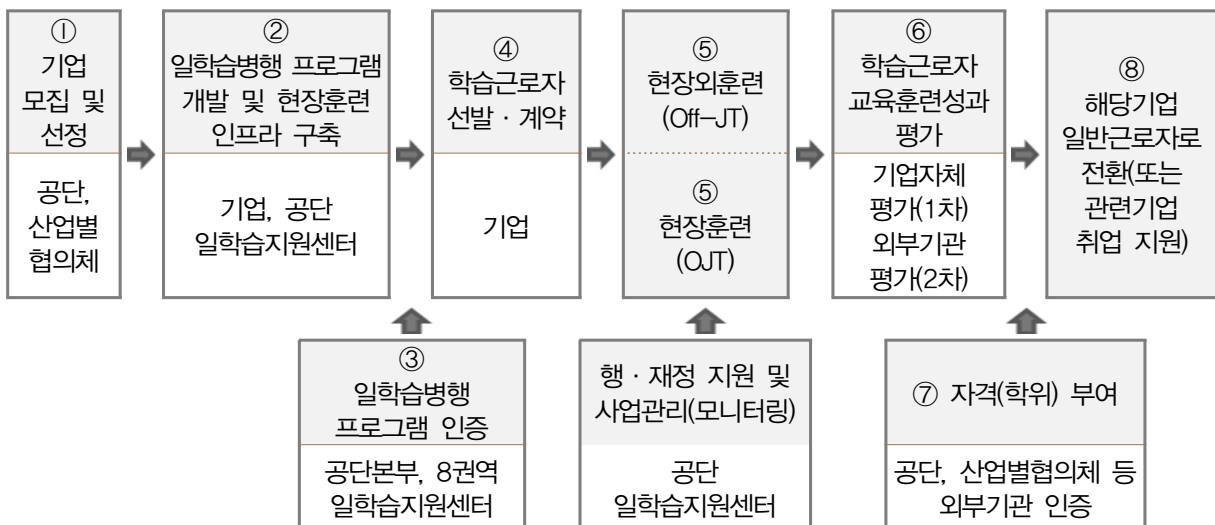 ①
기업
모집 및
선정
공단,
산업별
협의체
②
일학습병행 프로그램
개발 및 현장훈련
인프라 구축
기업, 공단
일학습지원센터
④
학습근로자
선발 · 계약
기업
⑤
현장외훈련
(Off-JT)
⑤
현장훈련
(OJT)
⑥
학습근로자
교육훈련성과
평가
기업자체
평가(1차)
외부기관
평가(2차)
⑧
해당기업
일반근로자로
전환(또는
관련기업
취업 지원)
③
일학습병행
프로그램 인증
공단본부, 8권역
일학습지원센터
행 · 재정 지원 및
사업관리(모니터링)
공단
일학습지원센터
⑦ 자격(학위) 부여
공단, 산업별협의체 등
외부기관 인증